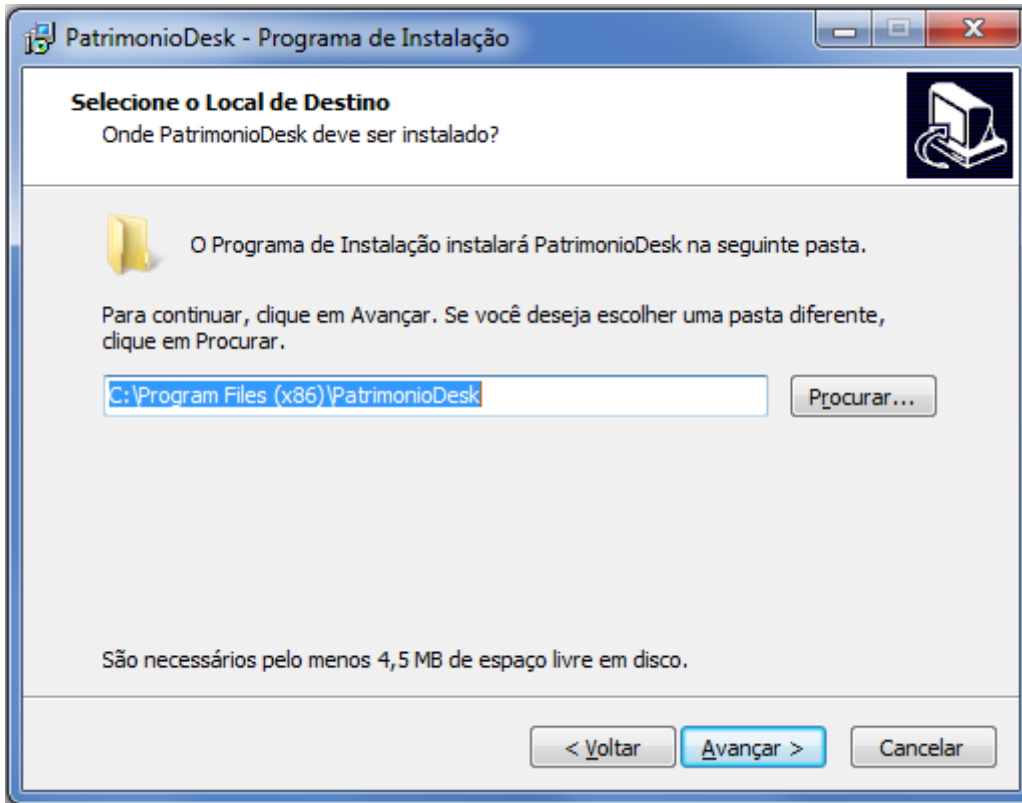 PatrimonioDesk - Programa de Instalação
Selecione o Local de Destino
Onde PatrimonioDesk deve ser instalado?
O Programa de Instalação instalará PatrimonioDesk na seguinte pasta.
Para continuar, clique em Avançar. Se você deseja escolher uma pasta diferente,
clique em Procurar.
C:\Program Files (x86)\PatrimonioDesk
Procurar...
São necessários pelo menos 4,5 MB de espaço livre em disco.
< Voltar
Avançar >
Cancelar